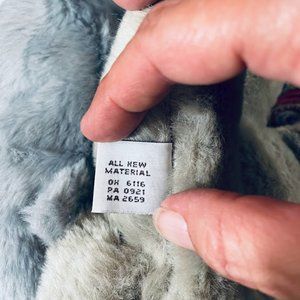 ALL NEW
MATERIAL
OH 6116
PA 0921
MA 2659